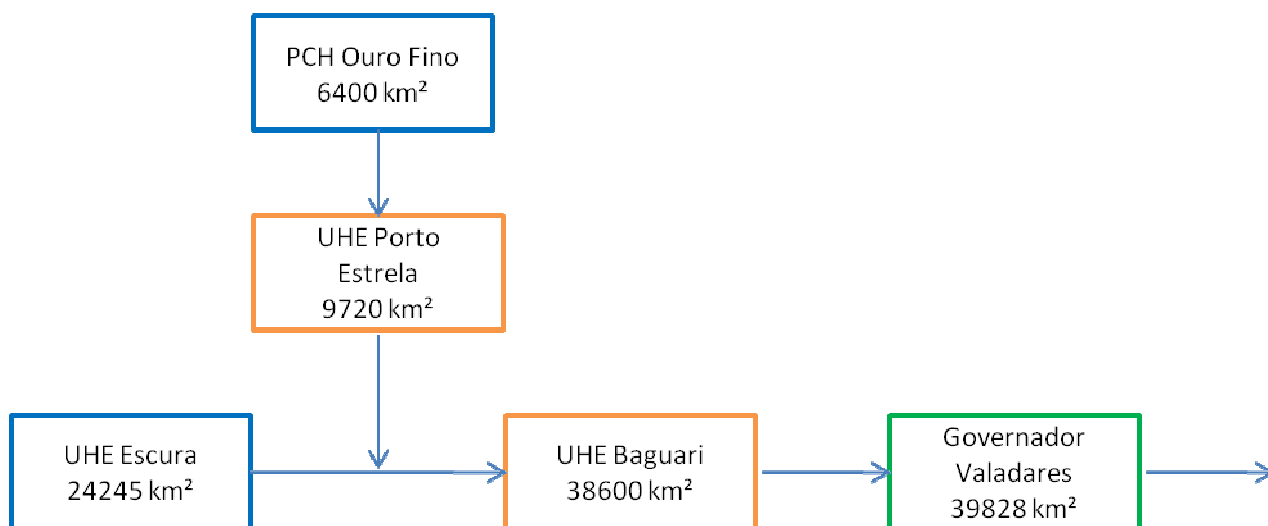 PCH Ouro Fino
6400 km²
UHE Porto
Estrela
9720 km²
UHE Escura
24245 km²
UHE Baguari
38600 km²
Governador
Valadares
39828 km²